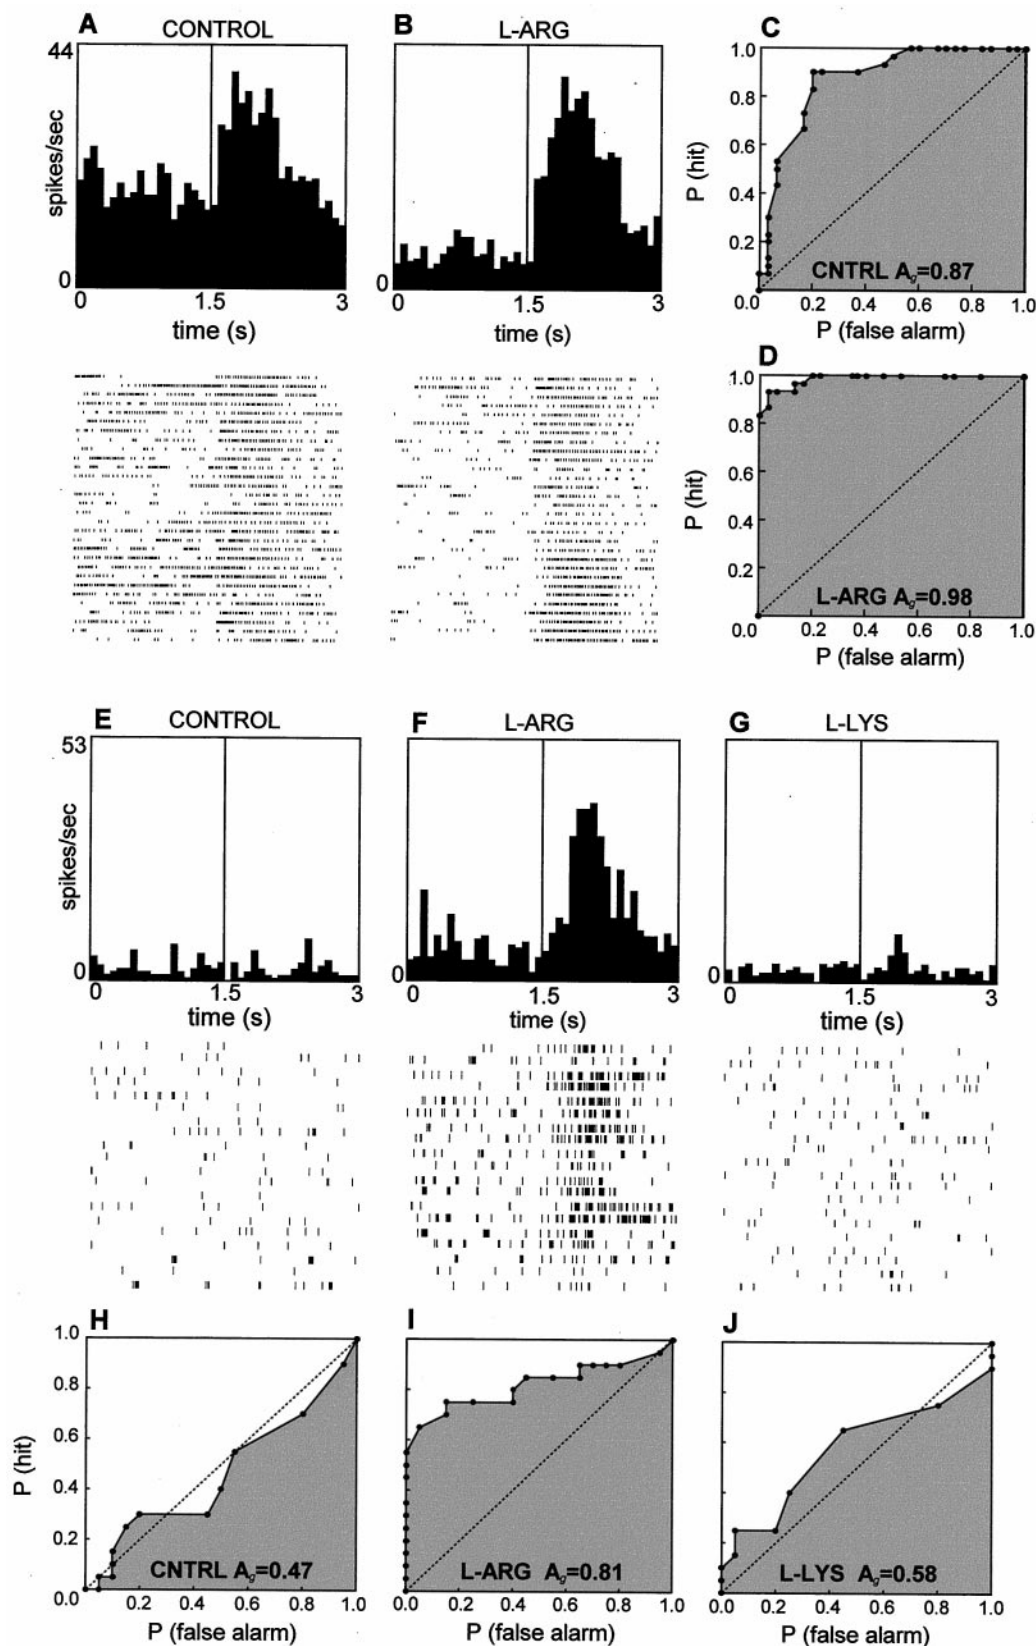 A CONTROL
44
spikes/sec
0
0 1.5 3
time (s)
B L-ARG
0
0 1.5 3
time (s)
C
1.0
0.8
0.6
0.4
0.2
0.0 0.2 0.4 0.6 0.8 1.0
P (hit)
CNTRL Ag=0.87
P (false alarm)
D
1.0
0.8
0.6
0.4
0.2
0.0 0.2 0.4 0.6 0.8 1.0
P (hit)
L-ARG Ag=0.98
P (false alarm)
E CONTROL
53
spikes/sec
0
0 1.5 3
time (s)
F L-ARG
0
0 1.5 3
time (s)
G L-LYS
0
0 1.5 3
time (s)
H
1.0
0.8
0.6
0.4
0.2
0.0
P (hit)
CNTRL Ag=0.47
0.0 0.2 0.4 0.6 0.8 1.0
P (false alarm)
I
L-ARG Ag=0.81
0.0 0.2 0.4 0.6 0.8 1.0
P (false alarm)
J
L-LYS Ag=0.58
0.0 0.2 0.4 0.6 0.8 1.0
P (false alarm)